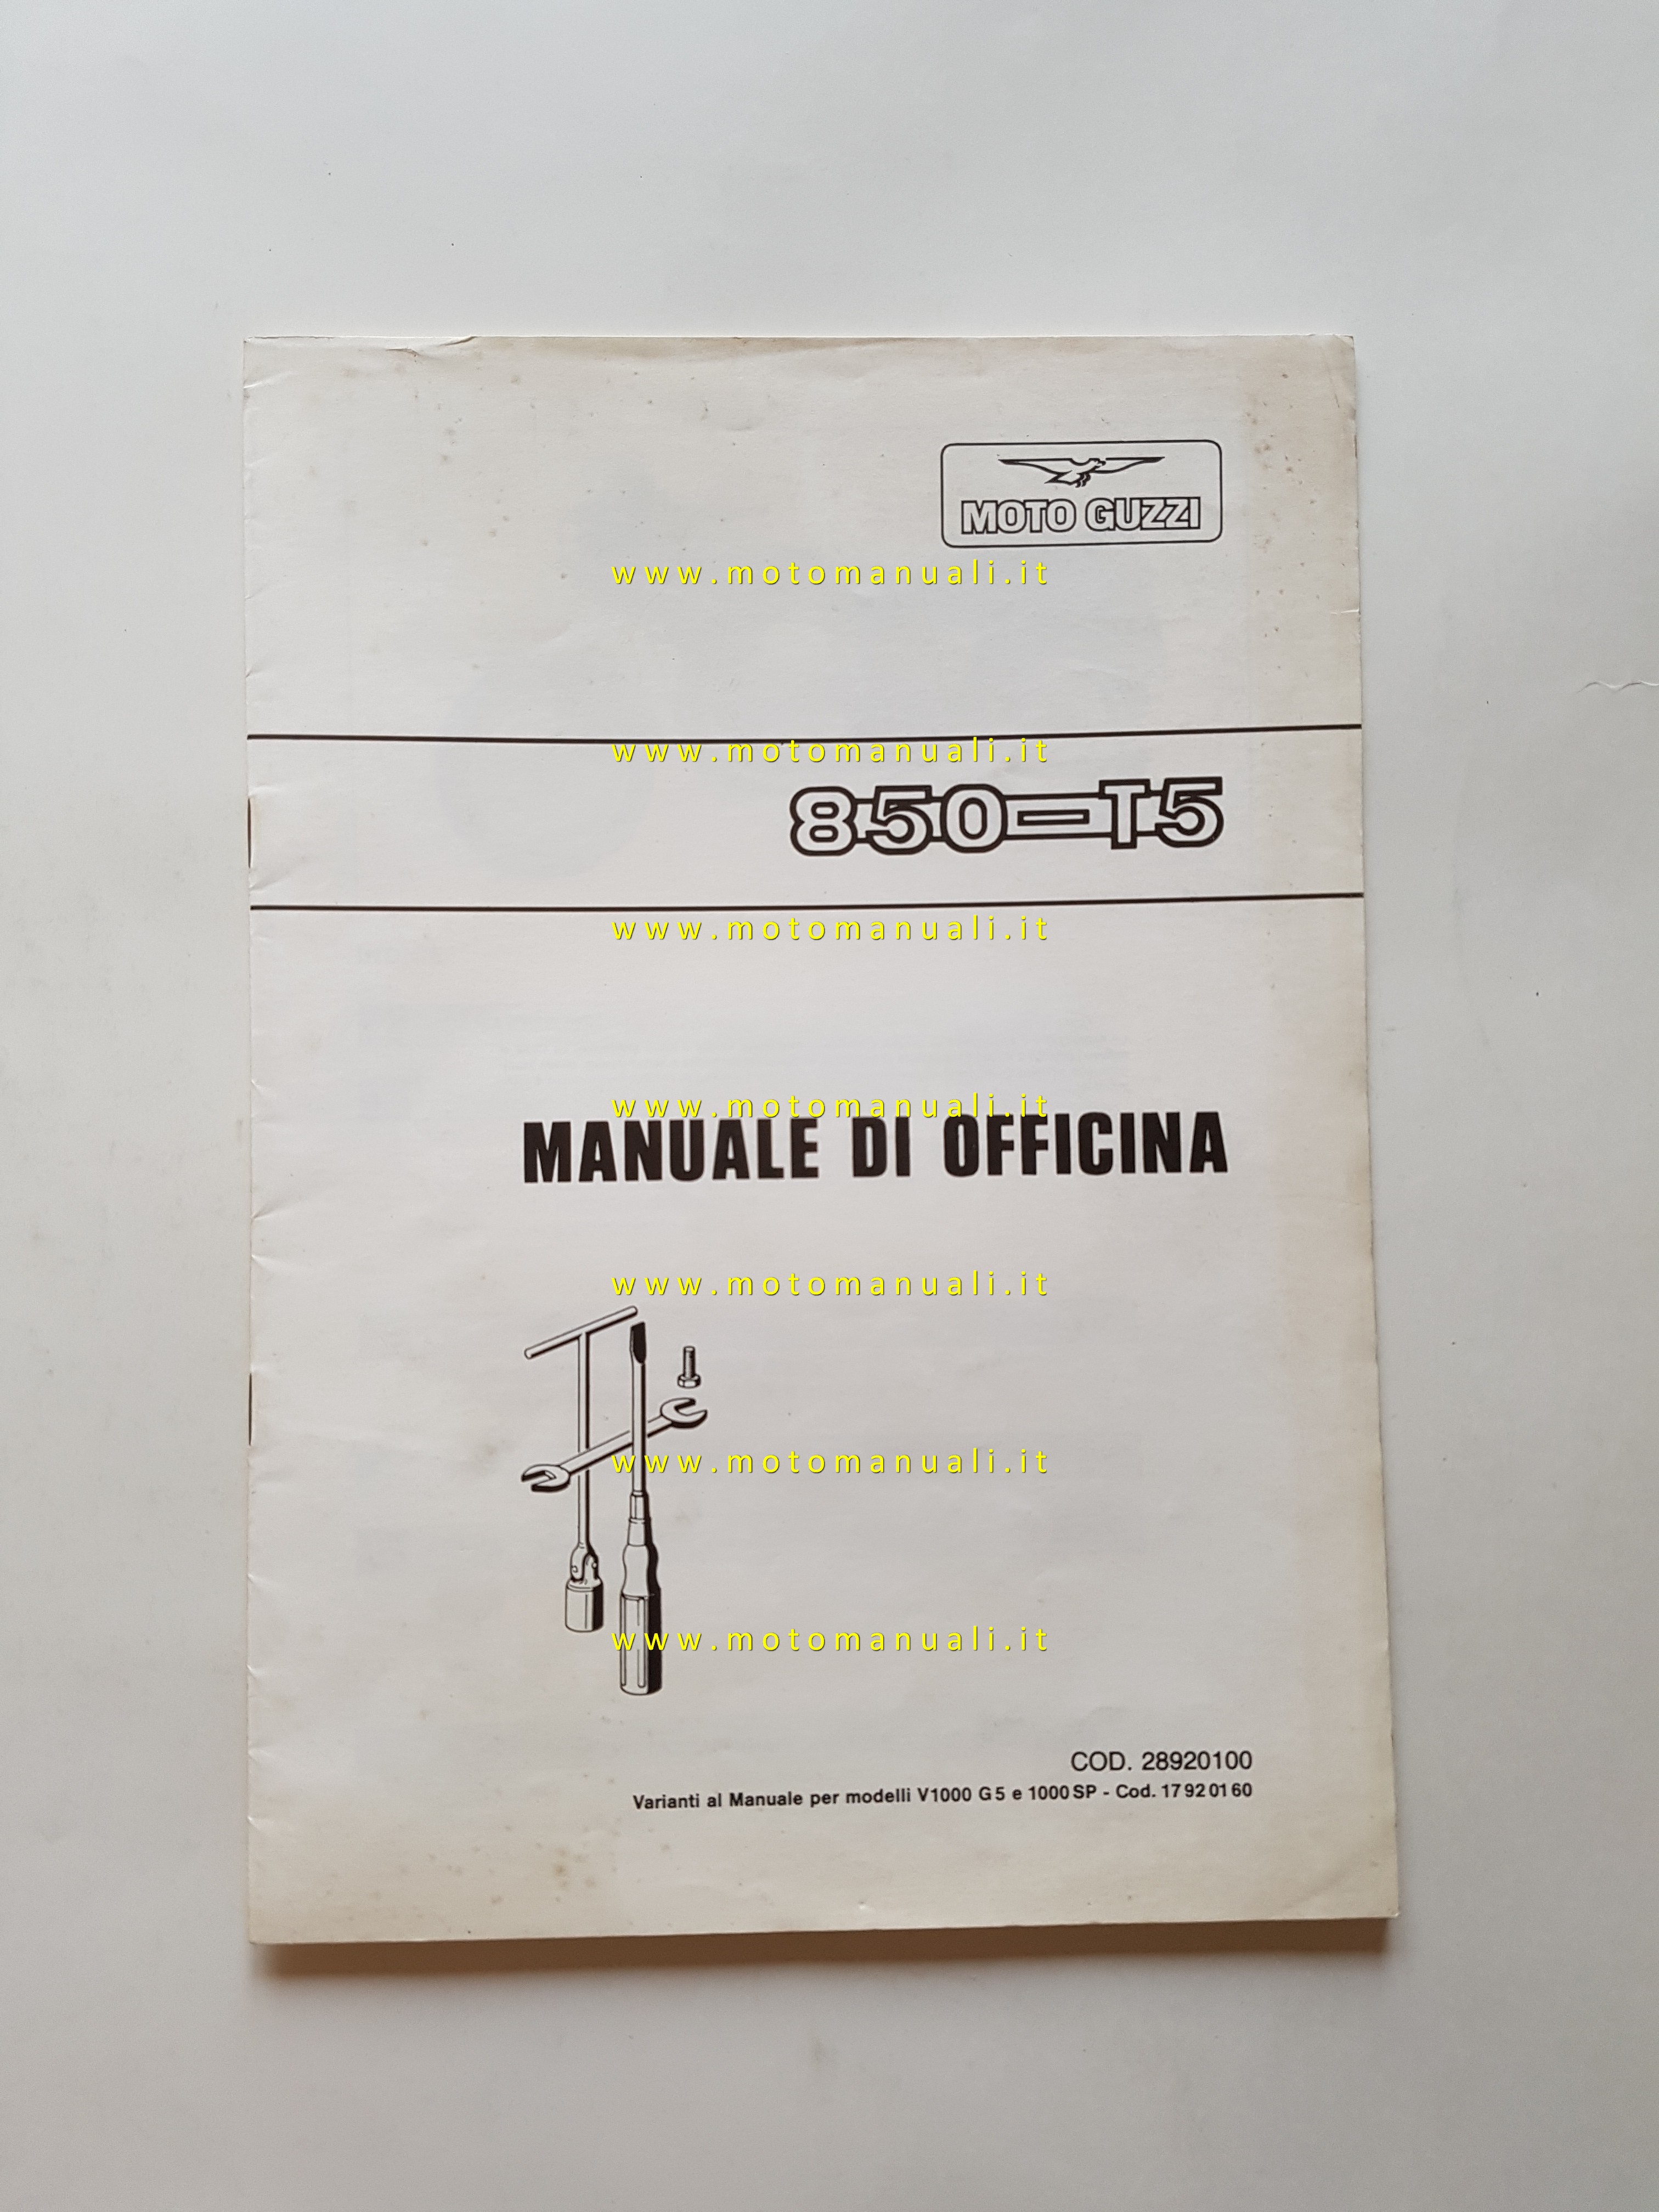 MOTO GUZZI
www.motomanuali.it
www.motomanuali.it
850-T5
www.motomanuali.it
www.motomanuali.it
MANUALE DI OFFICINA
www.motomanuali.it
www.motomanuali.it
www.motomanuali.it
COD. 28920100
Varianti al Manuale per modelli V1000 G5 e 1000 SP - Cod. 17 92 01 60